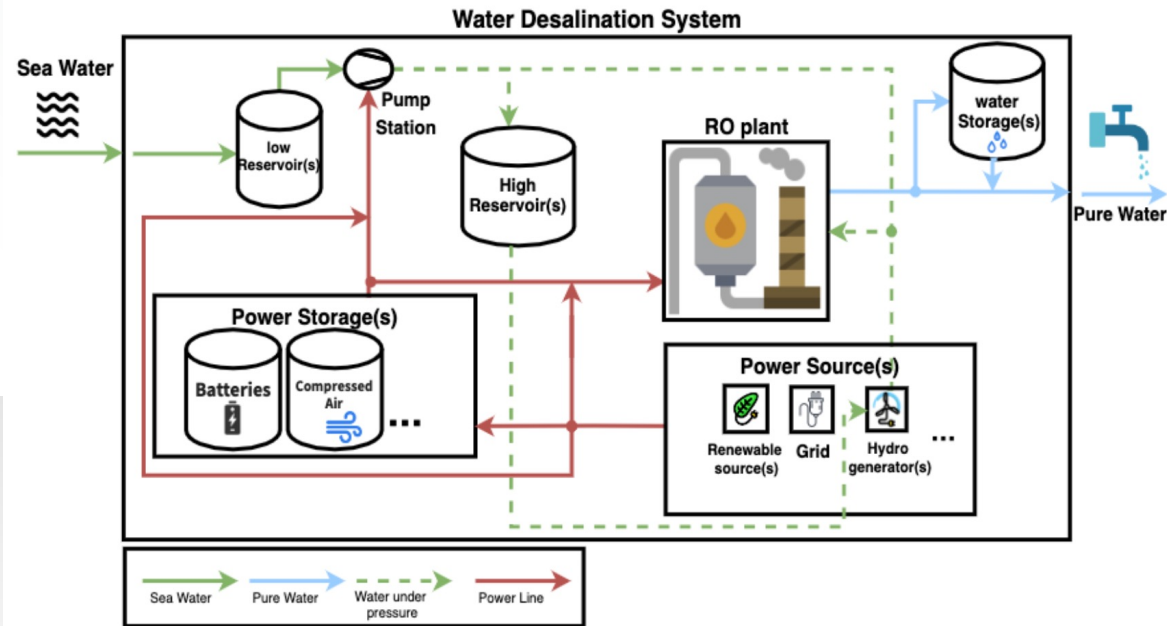 Water Desalination System
Sea Water
Pump
Station
low
Reservoir(s)
High
Reservoir(s)
RO plant
water
Storage(s)
Pure Water
Power Storage(s)
Batteries
Compressed
Air
...
Power Source(s)
Renewable
source(s)
Grid
Hydro
generator(s)
...
Sea Water
Pure Water
Water under
pressure
Power Line